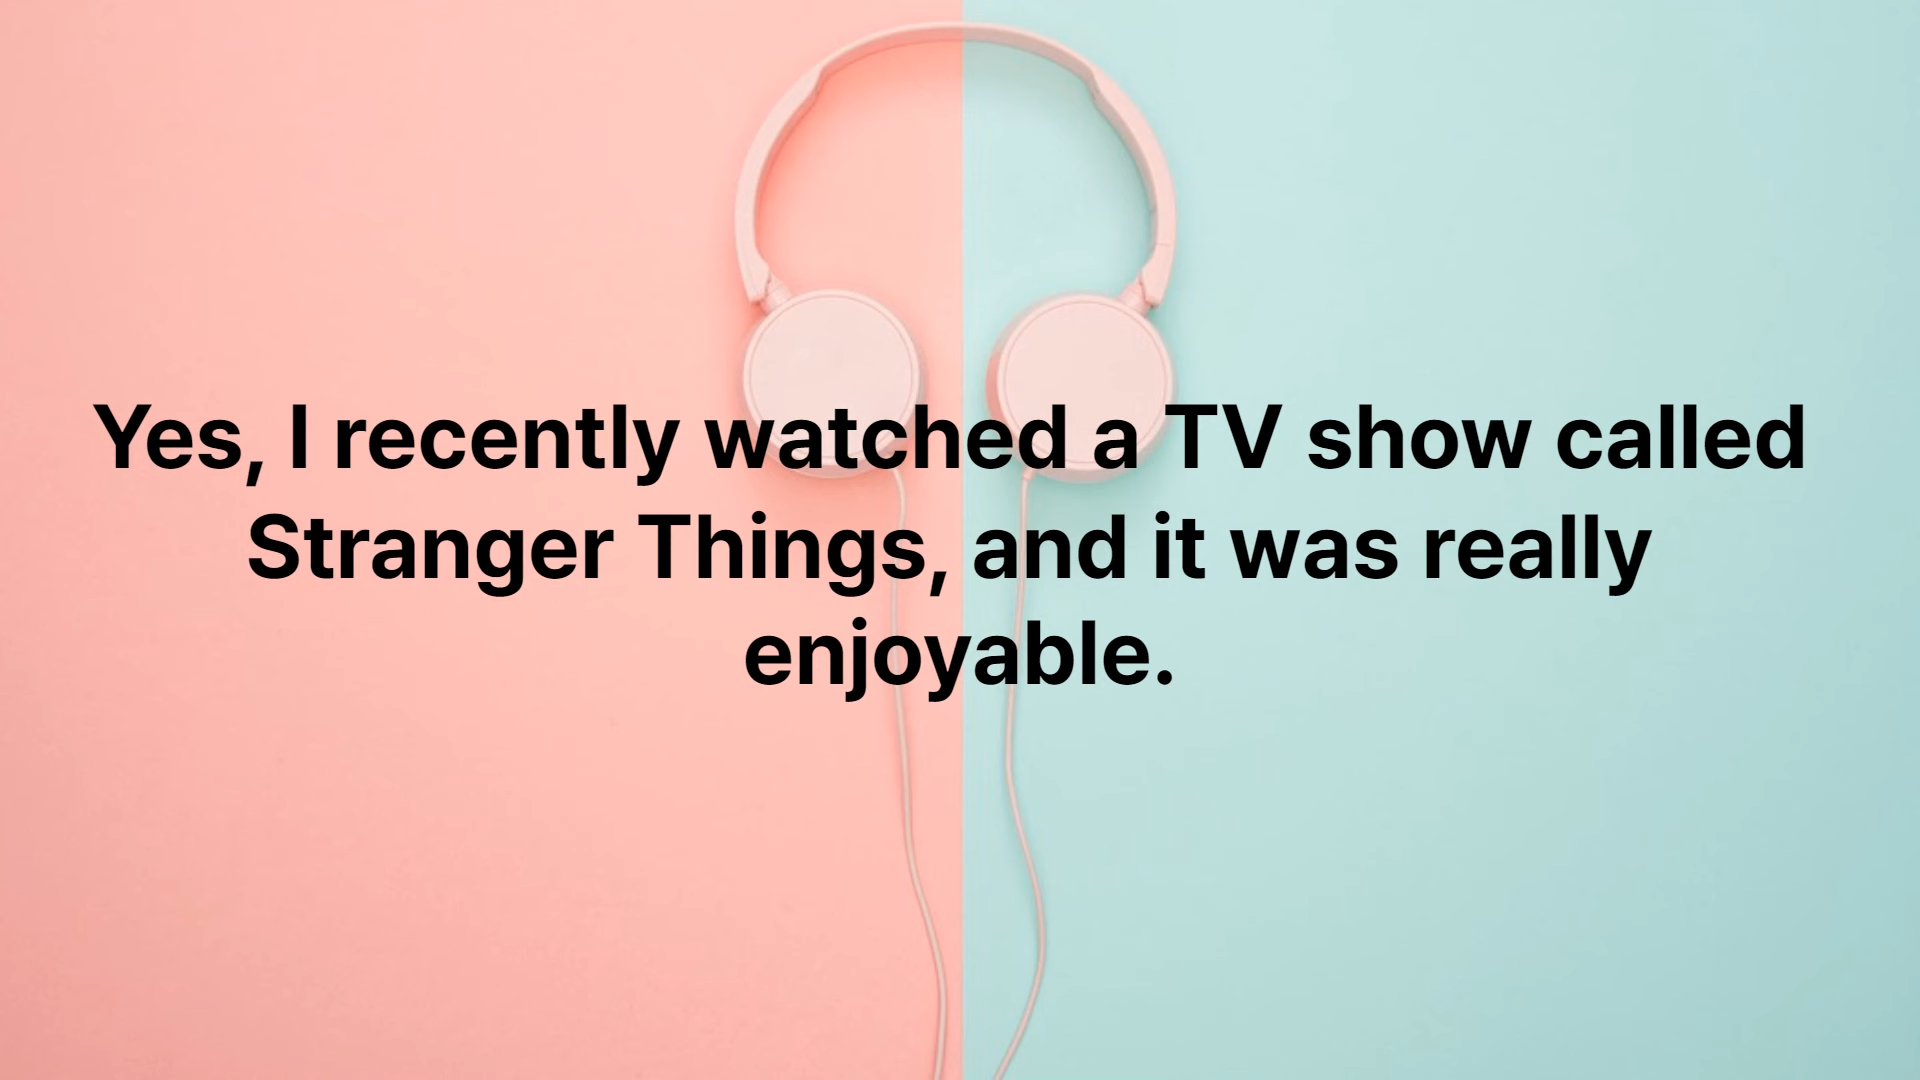 Yes, I recently watched a TV show called
Stranger Things, and it was really
enjoyable.